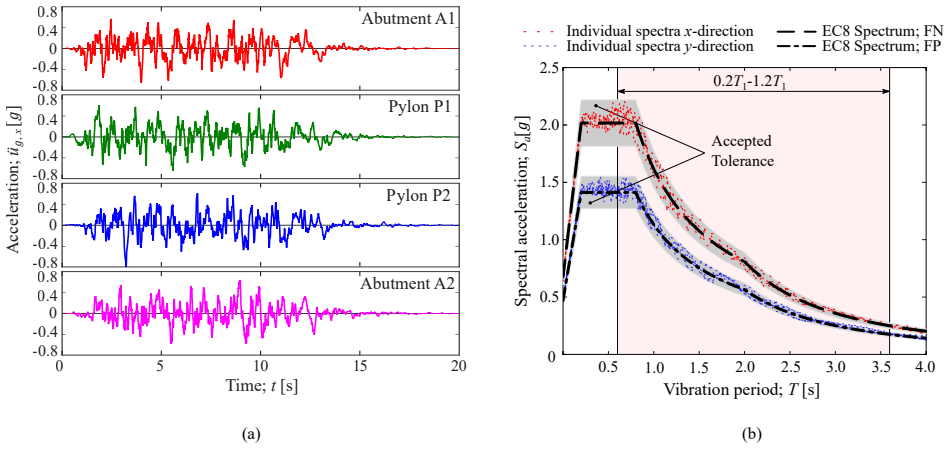 (a)
Abutment A1
0.8
0.4
0
-0.4
-0.8
Pylon P1
0.8
0.4
0
-0.4
-0.8
Pylon P2
0.8
0.4
0
-0.4
-0.8
Abutment A2
0.8
0.4
0
-0.4
-0.8
Acceleration; ü_{g, x} [g]
0 5 10 15 20
Time; t [s]
(a)
(b)
Individual spectra x-direction
Individual spectra y-direction
EC8 Spectrum; FN
EC8 Spectrum; FP
2.5
2.0
1.5
1.0
0.5
0
Spectral acceleration; S_a[g]
0.2T₁-1.2T₁
Accepted
Tolerance
0.5 1.0 1.5 2.0 2.5 3.0 3.5 4.0
Vibration period; T [s]
(b)